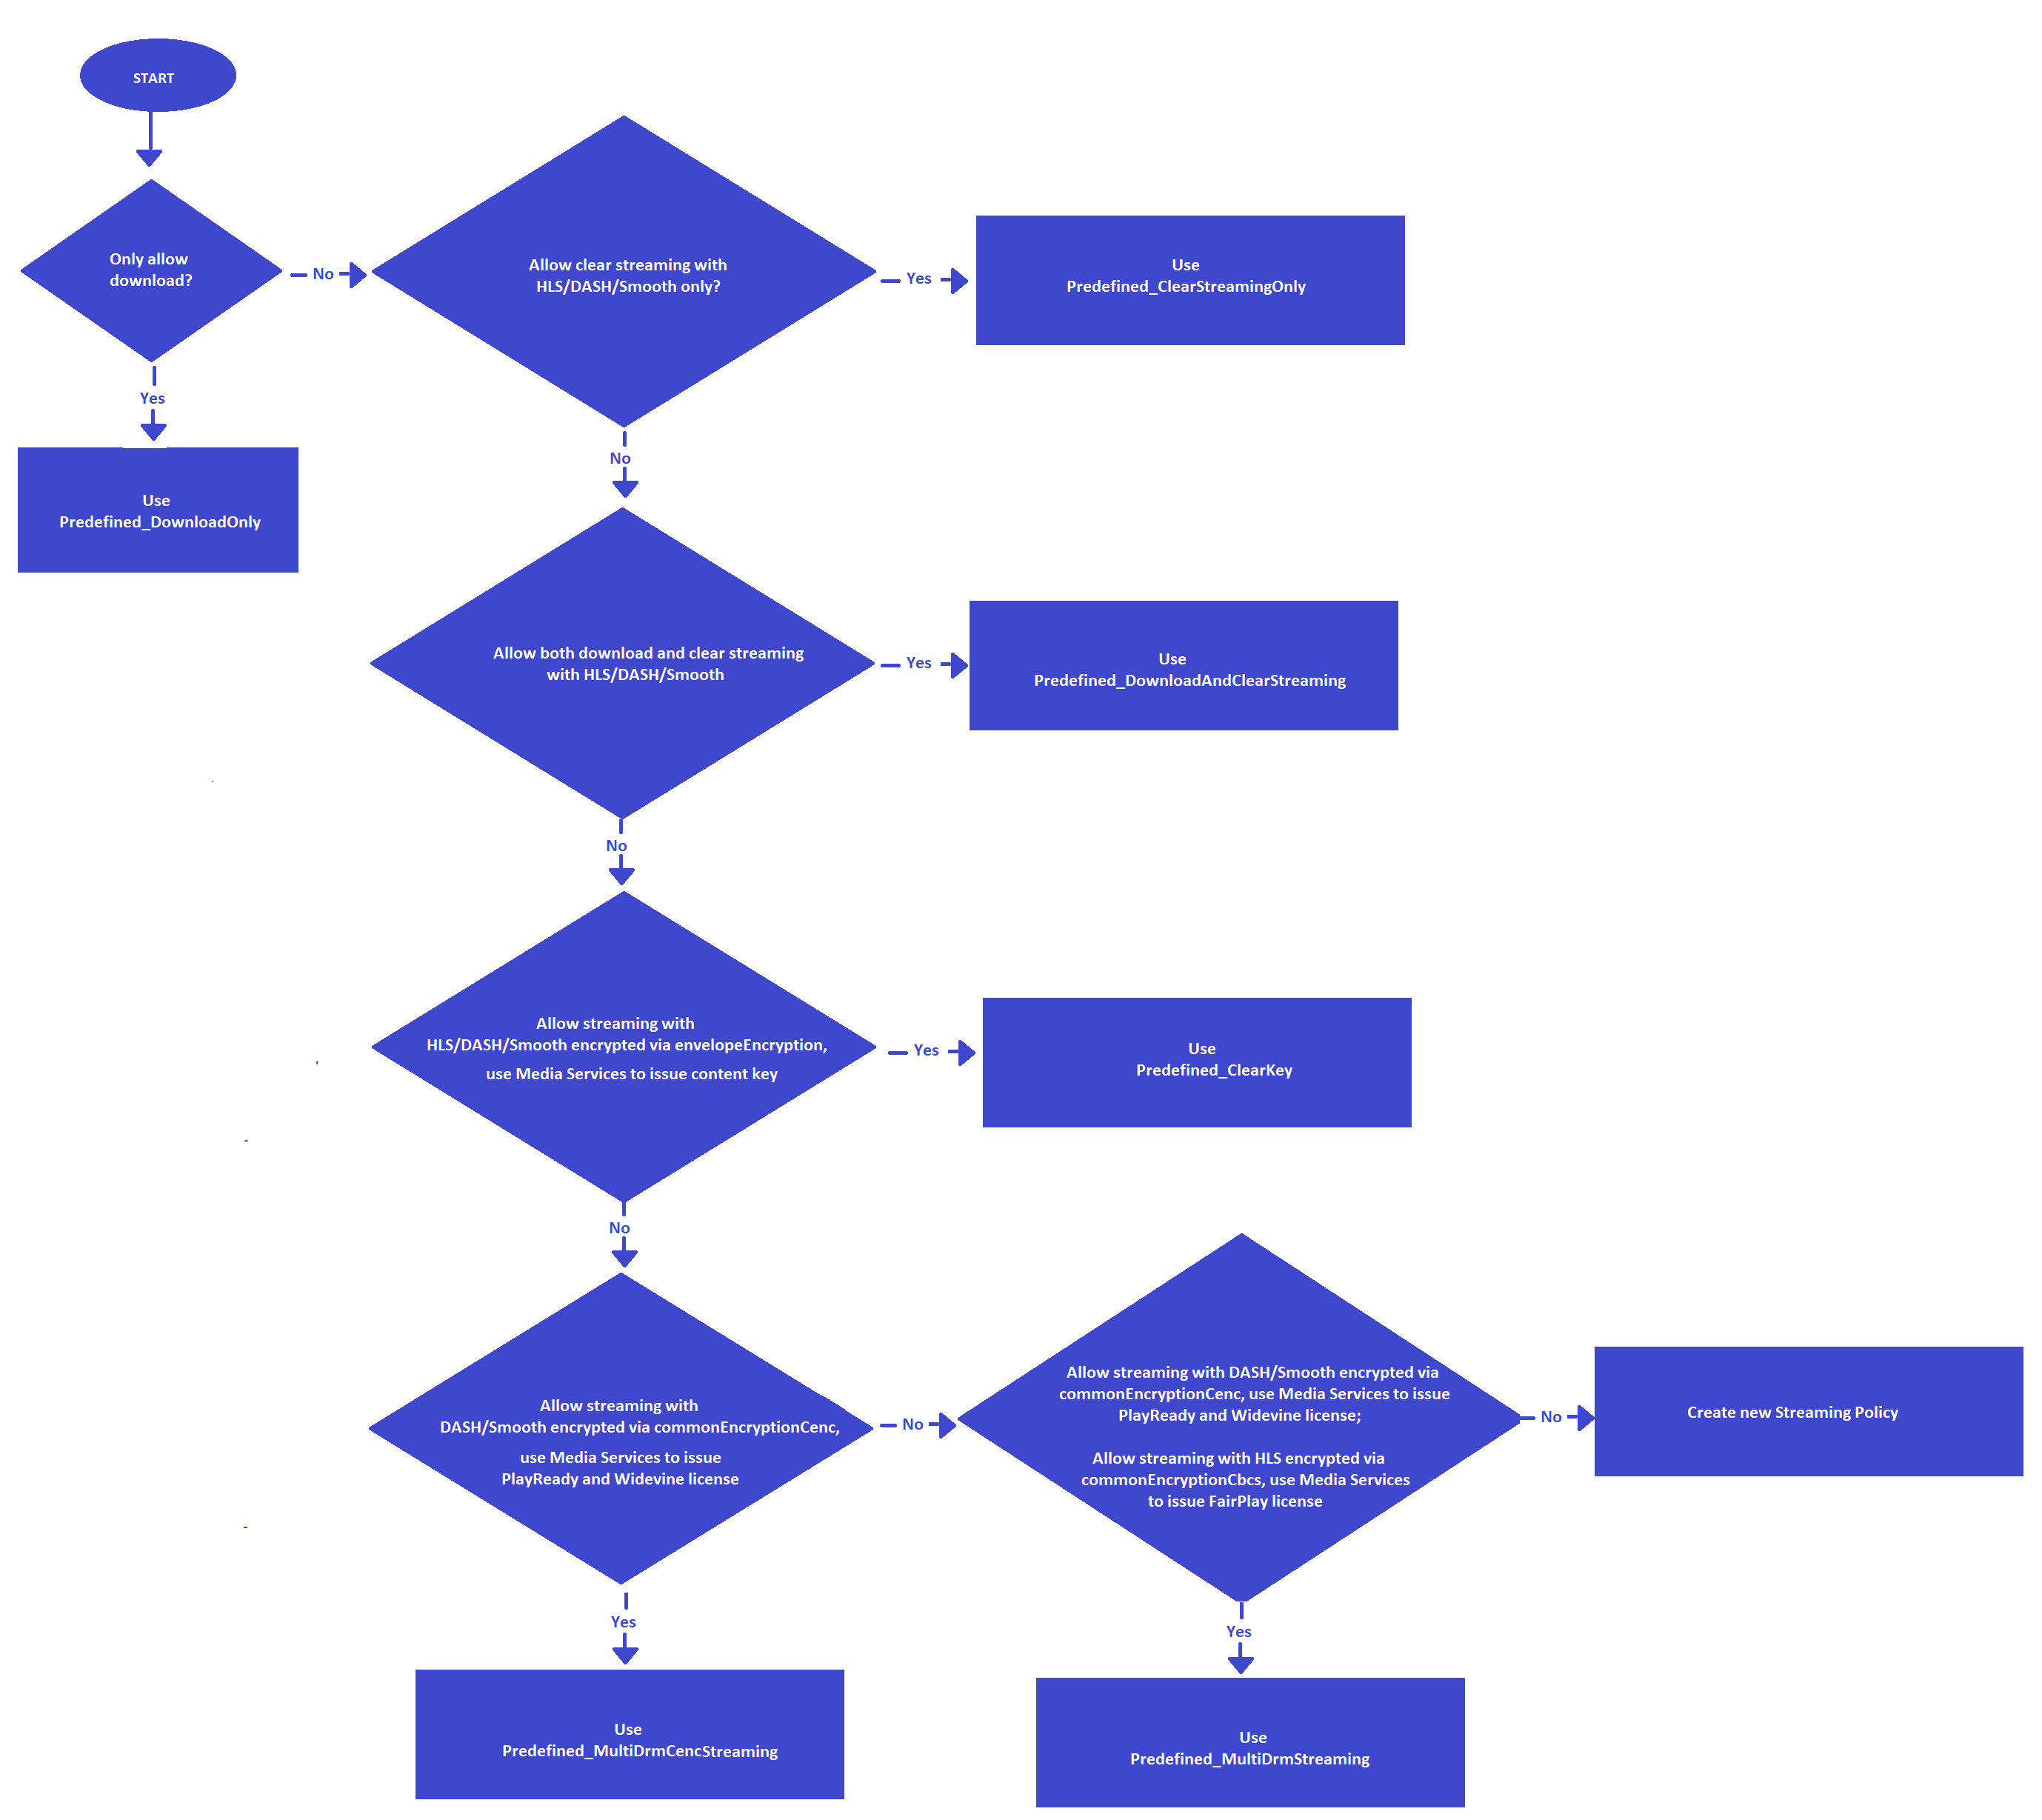 START
Only allow
download?
No
Allow clear streaming with
HLS/DASH/Smooth only?
Yes
Use
Predefined_ClearStreamingOnly
Yes
Use
Predefined_DownloadOnly
No
Allow both download and clear streaming
with HLS/DASH/Smooth
Yes
Use
Predefined_DownloadAndClearStreaming
No
Allow streaming with
HLS/DASH/Smooth encrypted via envelopeEncryption,
use Media Services to issue content key
Yes
Use
Predefined_ClearKey
No
Allow streaming with
DASH/Smooth encrypted via commonEncryptionCenc,
use Media Services to issue
PlayReady and Widevine license
No
Allow streaming with DASH/Smooth encrypted via
commonEncryptionCenc, use Media Services to issue
PlayReady and Widevine license;
Allow streaming with HLS encrypted via
commonEncryptionCbcs, use Media Services
to issue FairPlay license
No
Create new Streaming Policy
Yes
Use
Predefined_MultiDrmCencStreaming
Yes
Use
Predefined_MultiDrmStreaming